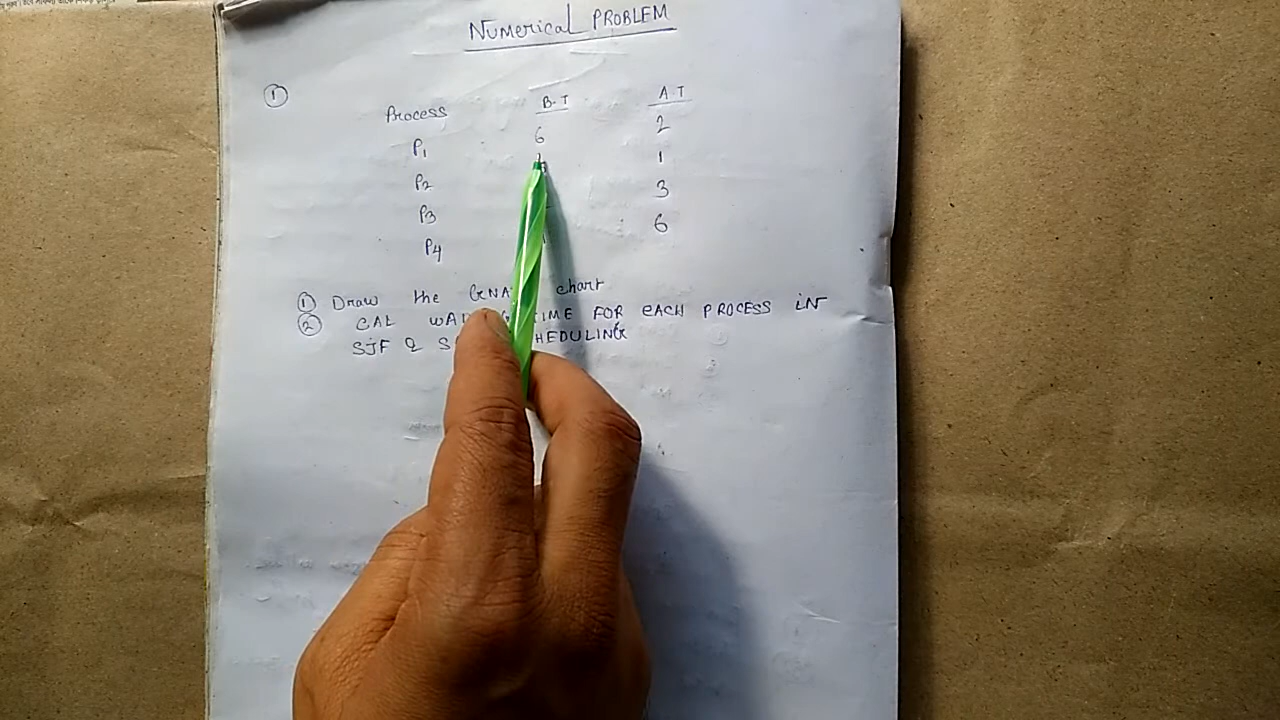 Numerical PROBLEM
① Process B.T A.T
P1 6 2
P2 1
P3 3
P4 6
① Draw the chart
② CAL TIME FOR EACH PROCESS IN
SJF & HEDULING